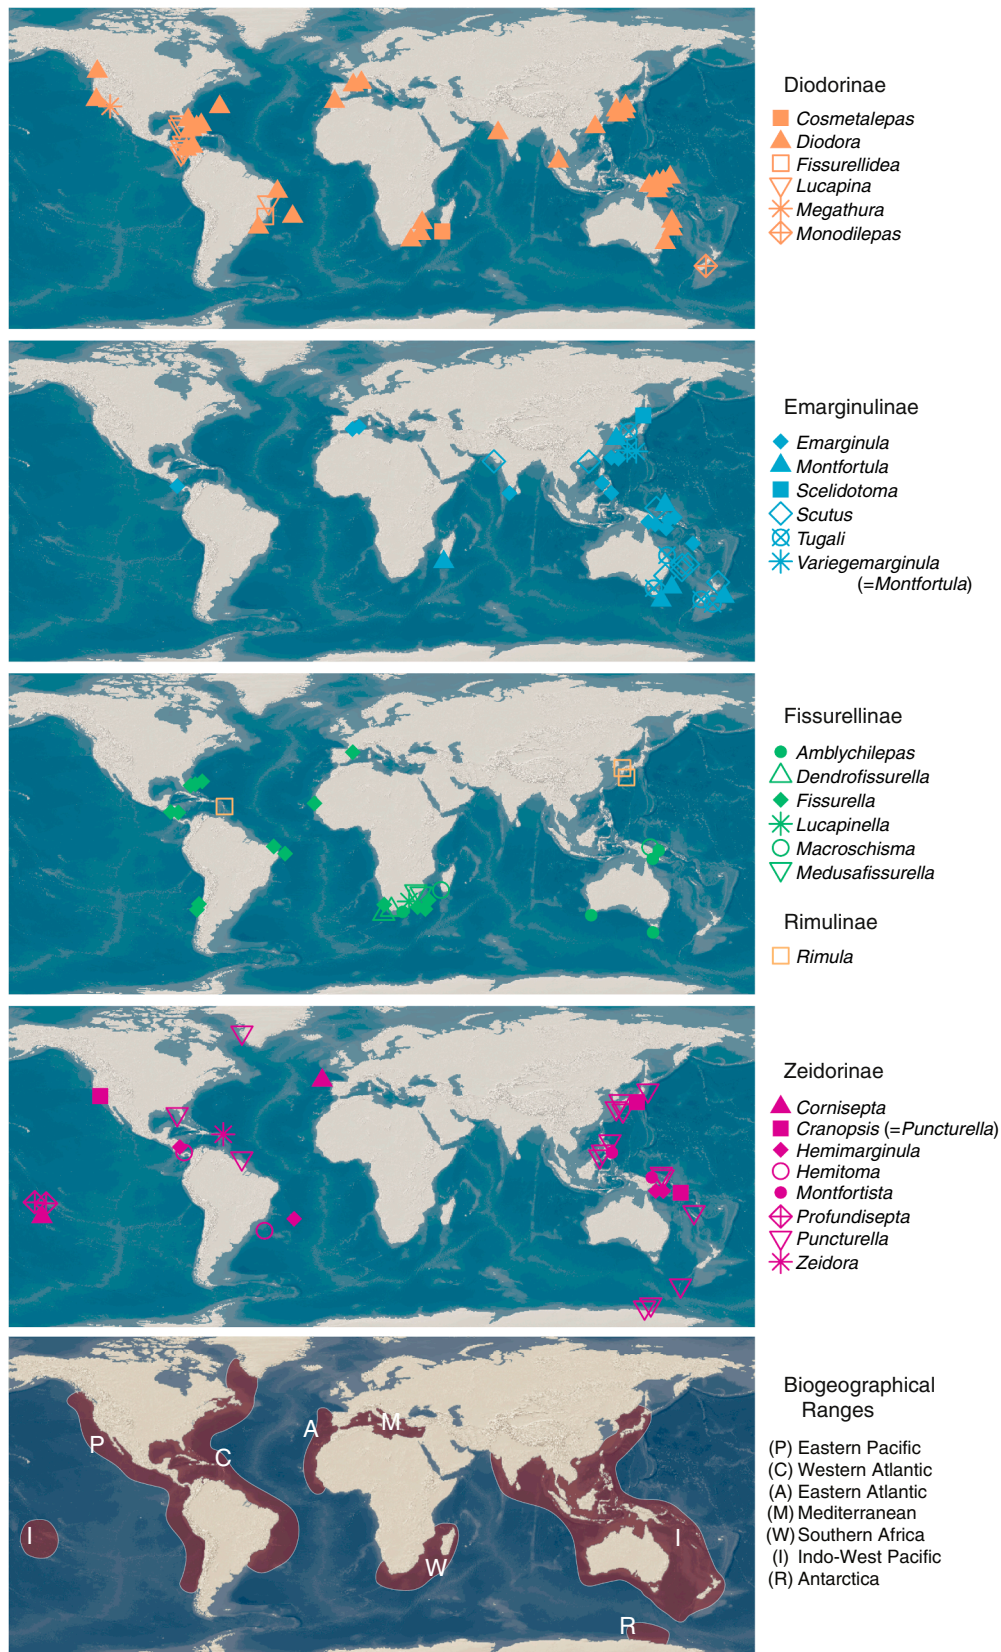 Diodorinae
Cosmetalepas
Diodora
Fissurellidea
Lucapina
Megathura
Monodilepas
Emarginulinae
Emarginula
Montfortula
Scelidotoma
Scutus
Tugali
Variegemarginula
(=Montfortula)
Fissurellinae
Amblychilepas
Dendrofissurella
Fissurella
Lucapinella
Macroschisma
Medusafissurella
Rimulinae
Rimula
Zeidorinae
Cornisepta
Cranopsis (=Puncturella)
Hemimarginula
Hemitoma
Montfortista
Profundisepta
Puncturella
Zeidora
P
C
A
M
I
W
I
R
Biogeographical
Ranges
(P) Eastern Pacific
(C) Western Atlantic
(A) Eastern Atlantic
(M) Mediterranean
(W) Southern Africa
(I) Indo-West Pacific
(R) Antarctica